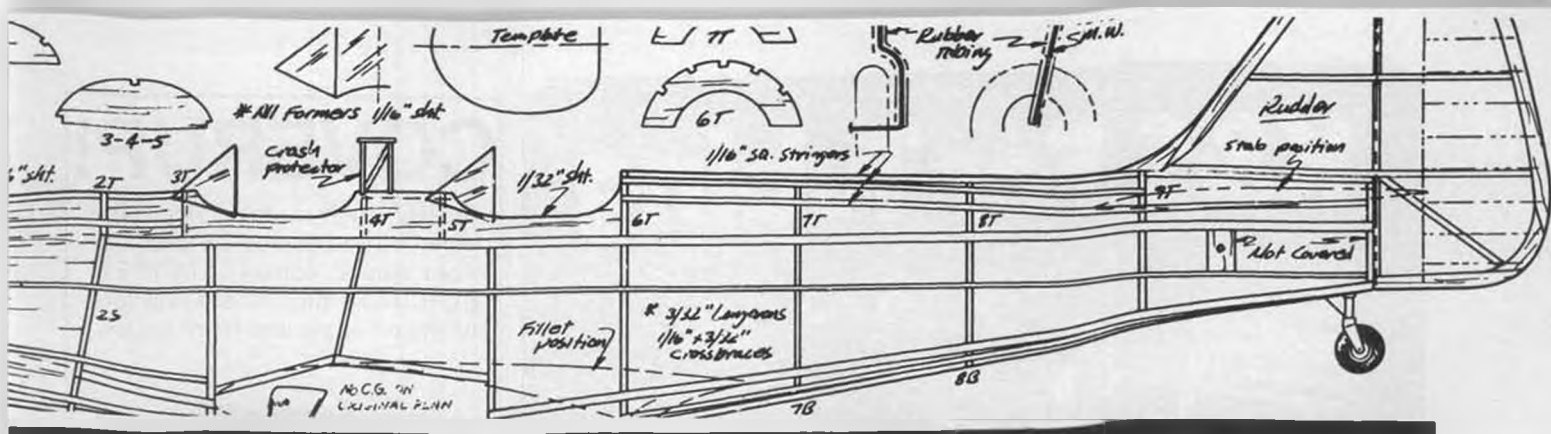 Template
7T
Rubber
tubing
S.M.W.
3-4-5
* All Formers 1/16" sht
6T
Rudder
stab position
Crash
protector
1/32" sht.
1/16" sq. Stringers
6" sht.
2T
3T
4T
5T
6T
7T
8T
9T
Not Covered
2S
Fillet
position
* 3/32" Longerons
1/16" x 3/32"
Crossbraces
No C.G. ON
ORIGINAL PLAN
7B
8B